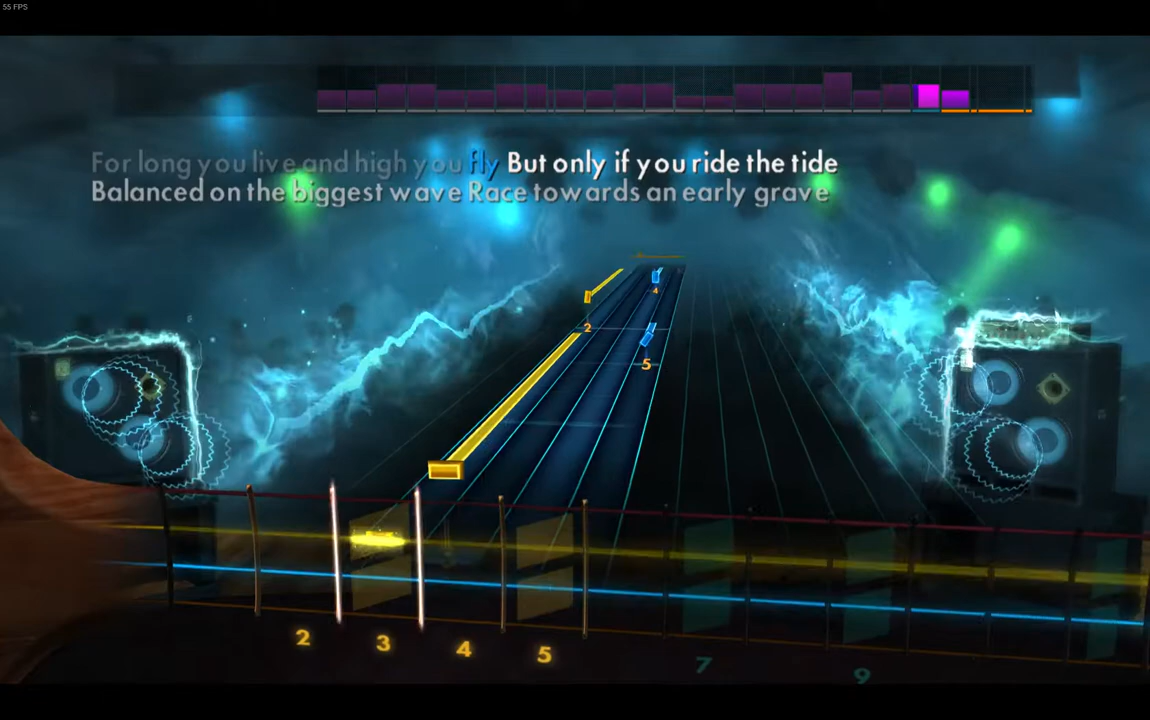 55 FPS
For long you live and high you fly But only if you ride the tide
Balanced on the biggest wave Race towards an early grave
4
2
5
2 3 4 5 7 9